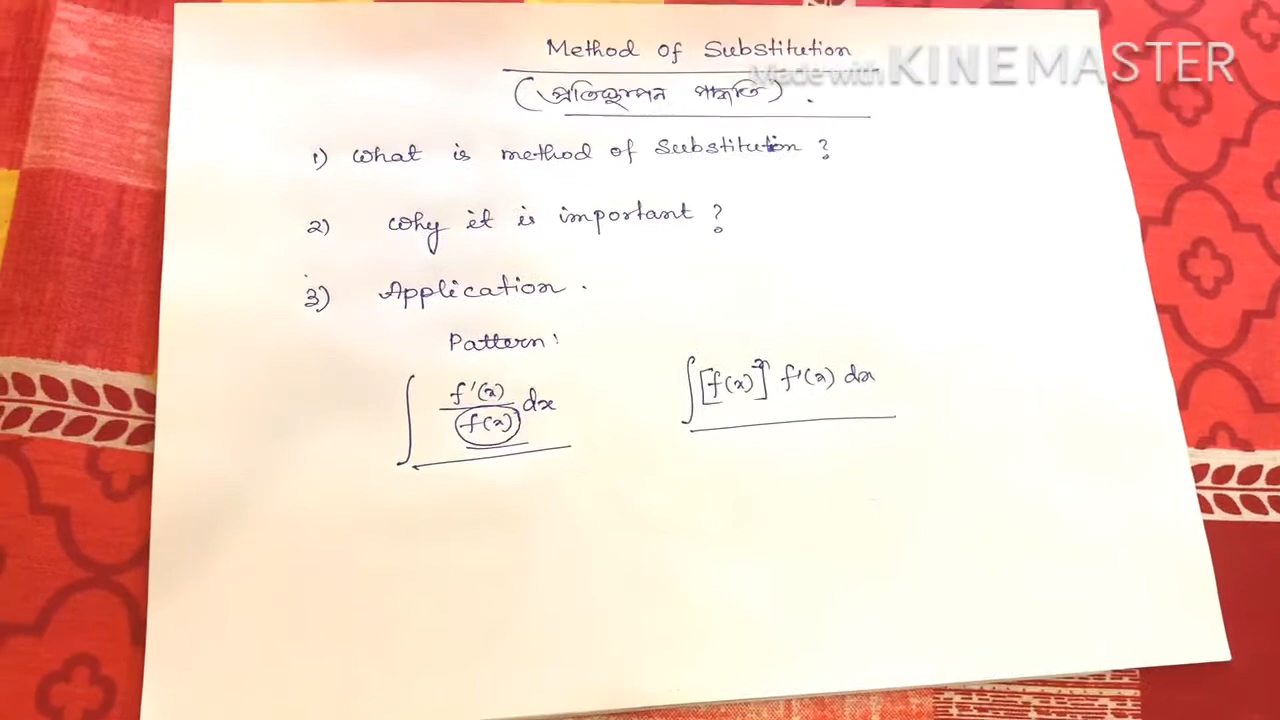 Method of Substitution
Made with KINEMASTER
(প্রতিস্থাপন পদ্ধতি).
1) What is method of Substitution?
2) Why it is important?
3) Application.
Pattern:
∫ f'(x)/f(x) dx ∫[f(x)]ⁿ f'(x) dx